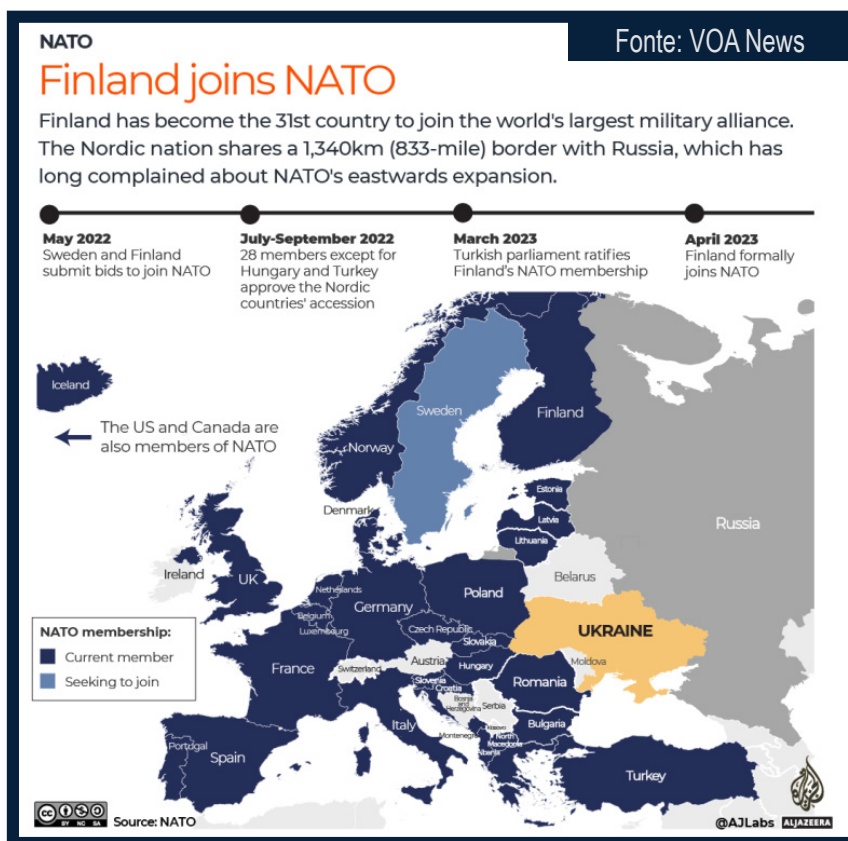 NATO
Fonte: VOA News
Finland joins NATO
Finland has become the 31st country to join the world's largest military alliance.
The Nordic nation shares a 1,340km (833-mile) border with Russia, which has
long complained about NATO's eastwards expansion.
May 2022
Sweden and Finland
submit bids to join NATO
July-September 2022
28 members except for
Hungary and Turkey
approve the Nordic
countries' accession
March 2023
Turkish parliament ratifies
Finland's NATO membership
April 2023
Finland formally
joins NATO
Iceland
The US and Canada are
also members of NATO
Sweden
Finland
Norway
Estonia
Latvia
Lithuania
Denmark
Russia
Ireland
UK
Netherlands
Belgium
Luxembourg
Germany
Poland
Belarus
Czech Republic
Slovakia
UKRAINE
NATO membership:
Current member
Seeking to join
France
Switzerland
Austria
Hungary
Moldova
Slovenia
Croatia
Romania
Bosnia
and
Herzegovina
Serbia
Italy
Montenegro
Kosovo
North
Macedonia
Albania
Bulgaria
Portugal
Spain
Turkey
CC
BY NC SA
Source: NATO
@AJLabs
ALJAZEERA